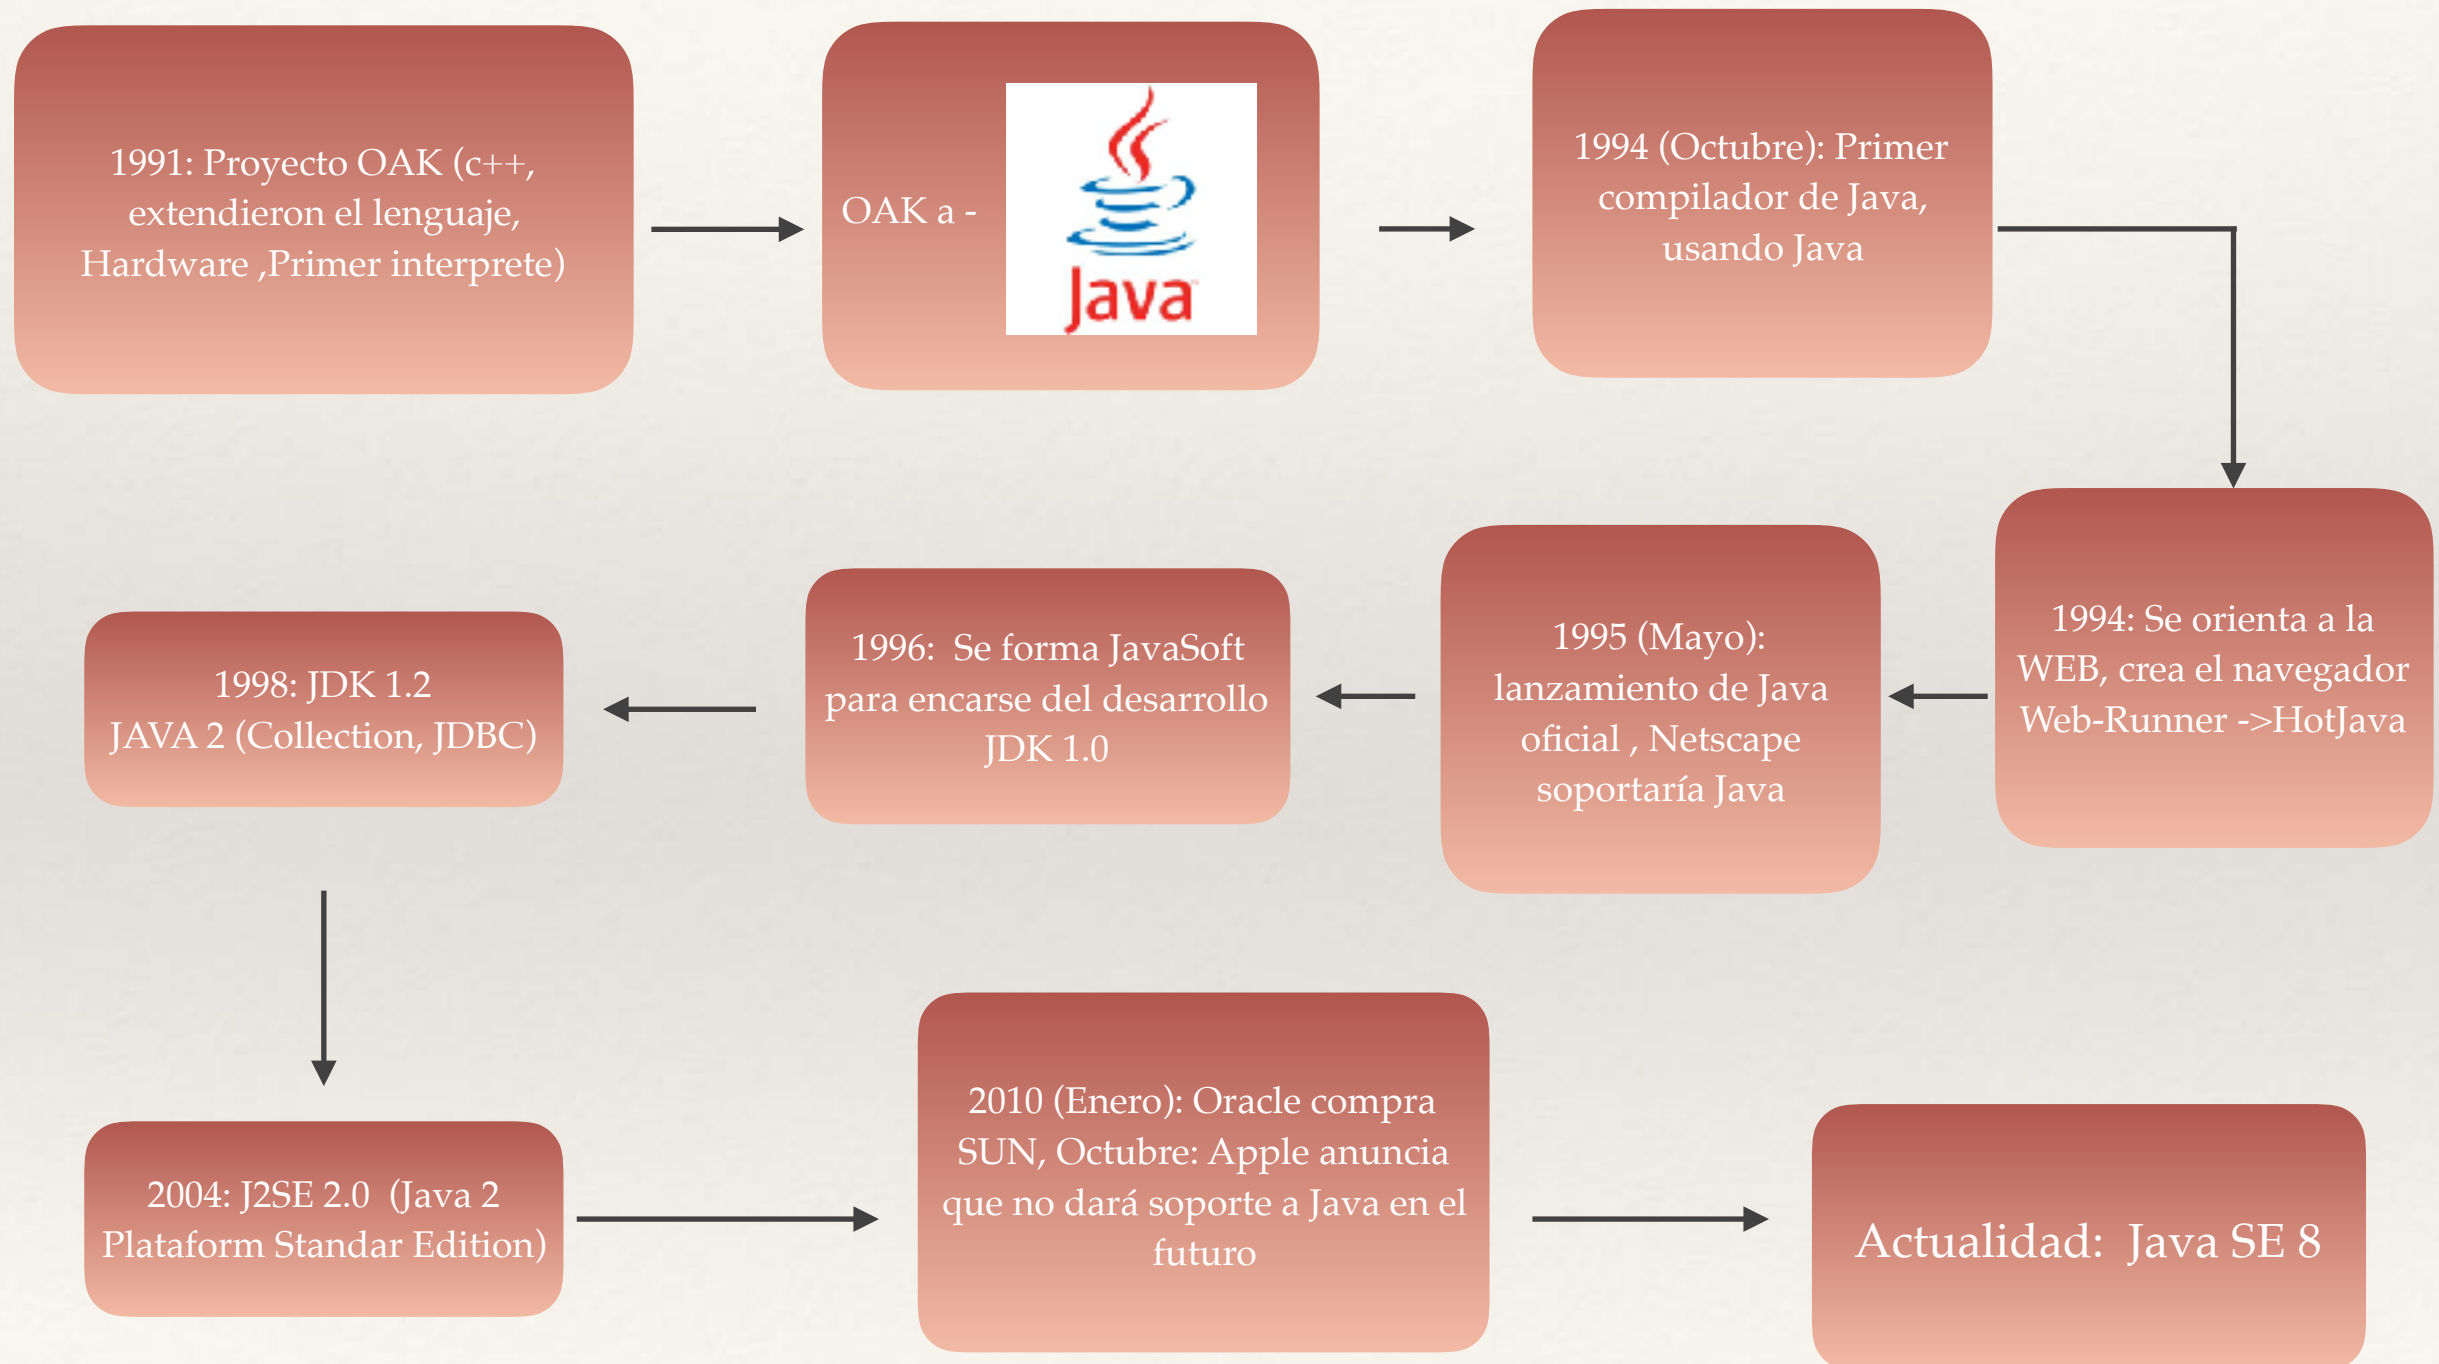 1991: Proyecto OAK (c++,
extendieron el lenguaje,
Hardware ,Primer interprete)
OAK a -
Java
1994 (Octubre): Primer
compilador de Java,
usando Java
1994: Se orienta a la
WEB, crea el navegador
Web-Runner ->HotJava
1995 (Mayo):
lanzamiento de Java
oficial , Netscape
soportaría Java
1996:  Se forma JavaSoft
para encarse del desarrollo
JDK 1.0
1998: JDK 1.2
JAVA 2 (Collection, JDBC)
2004: J2SE 2.0  (Java 2
Plataform Standar Edition)
2010 (Enero): Oracle compra
SUN, Octubre: Apple anuncia
que no dará soporte a Java en el
futuro
Actualidad:  Java SE 8